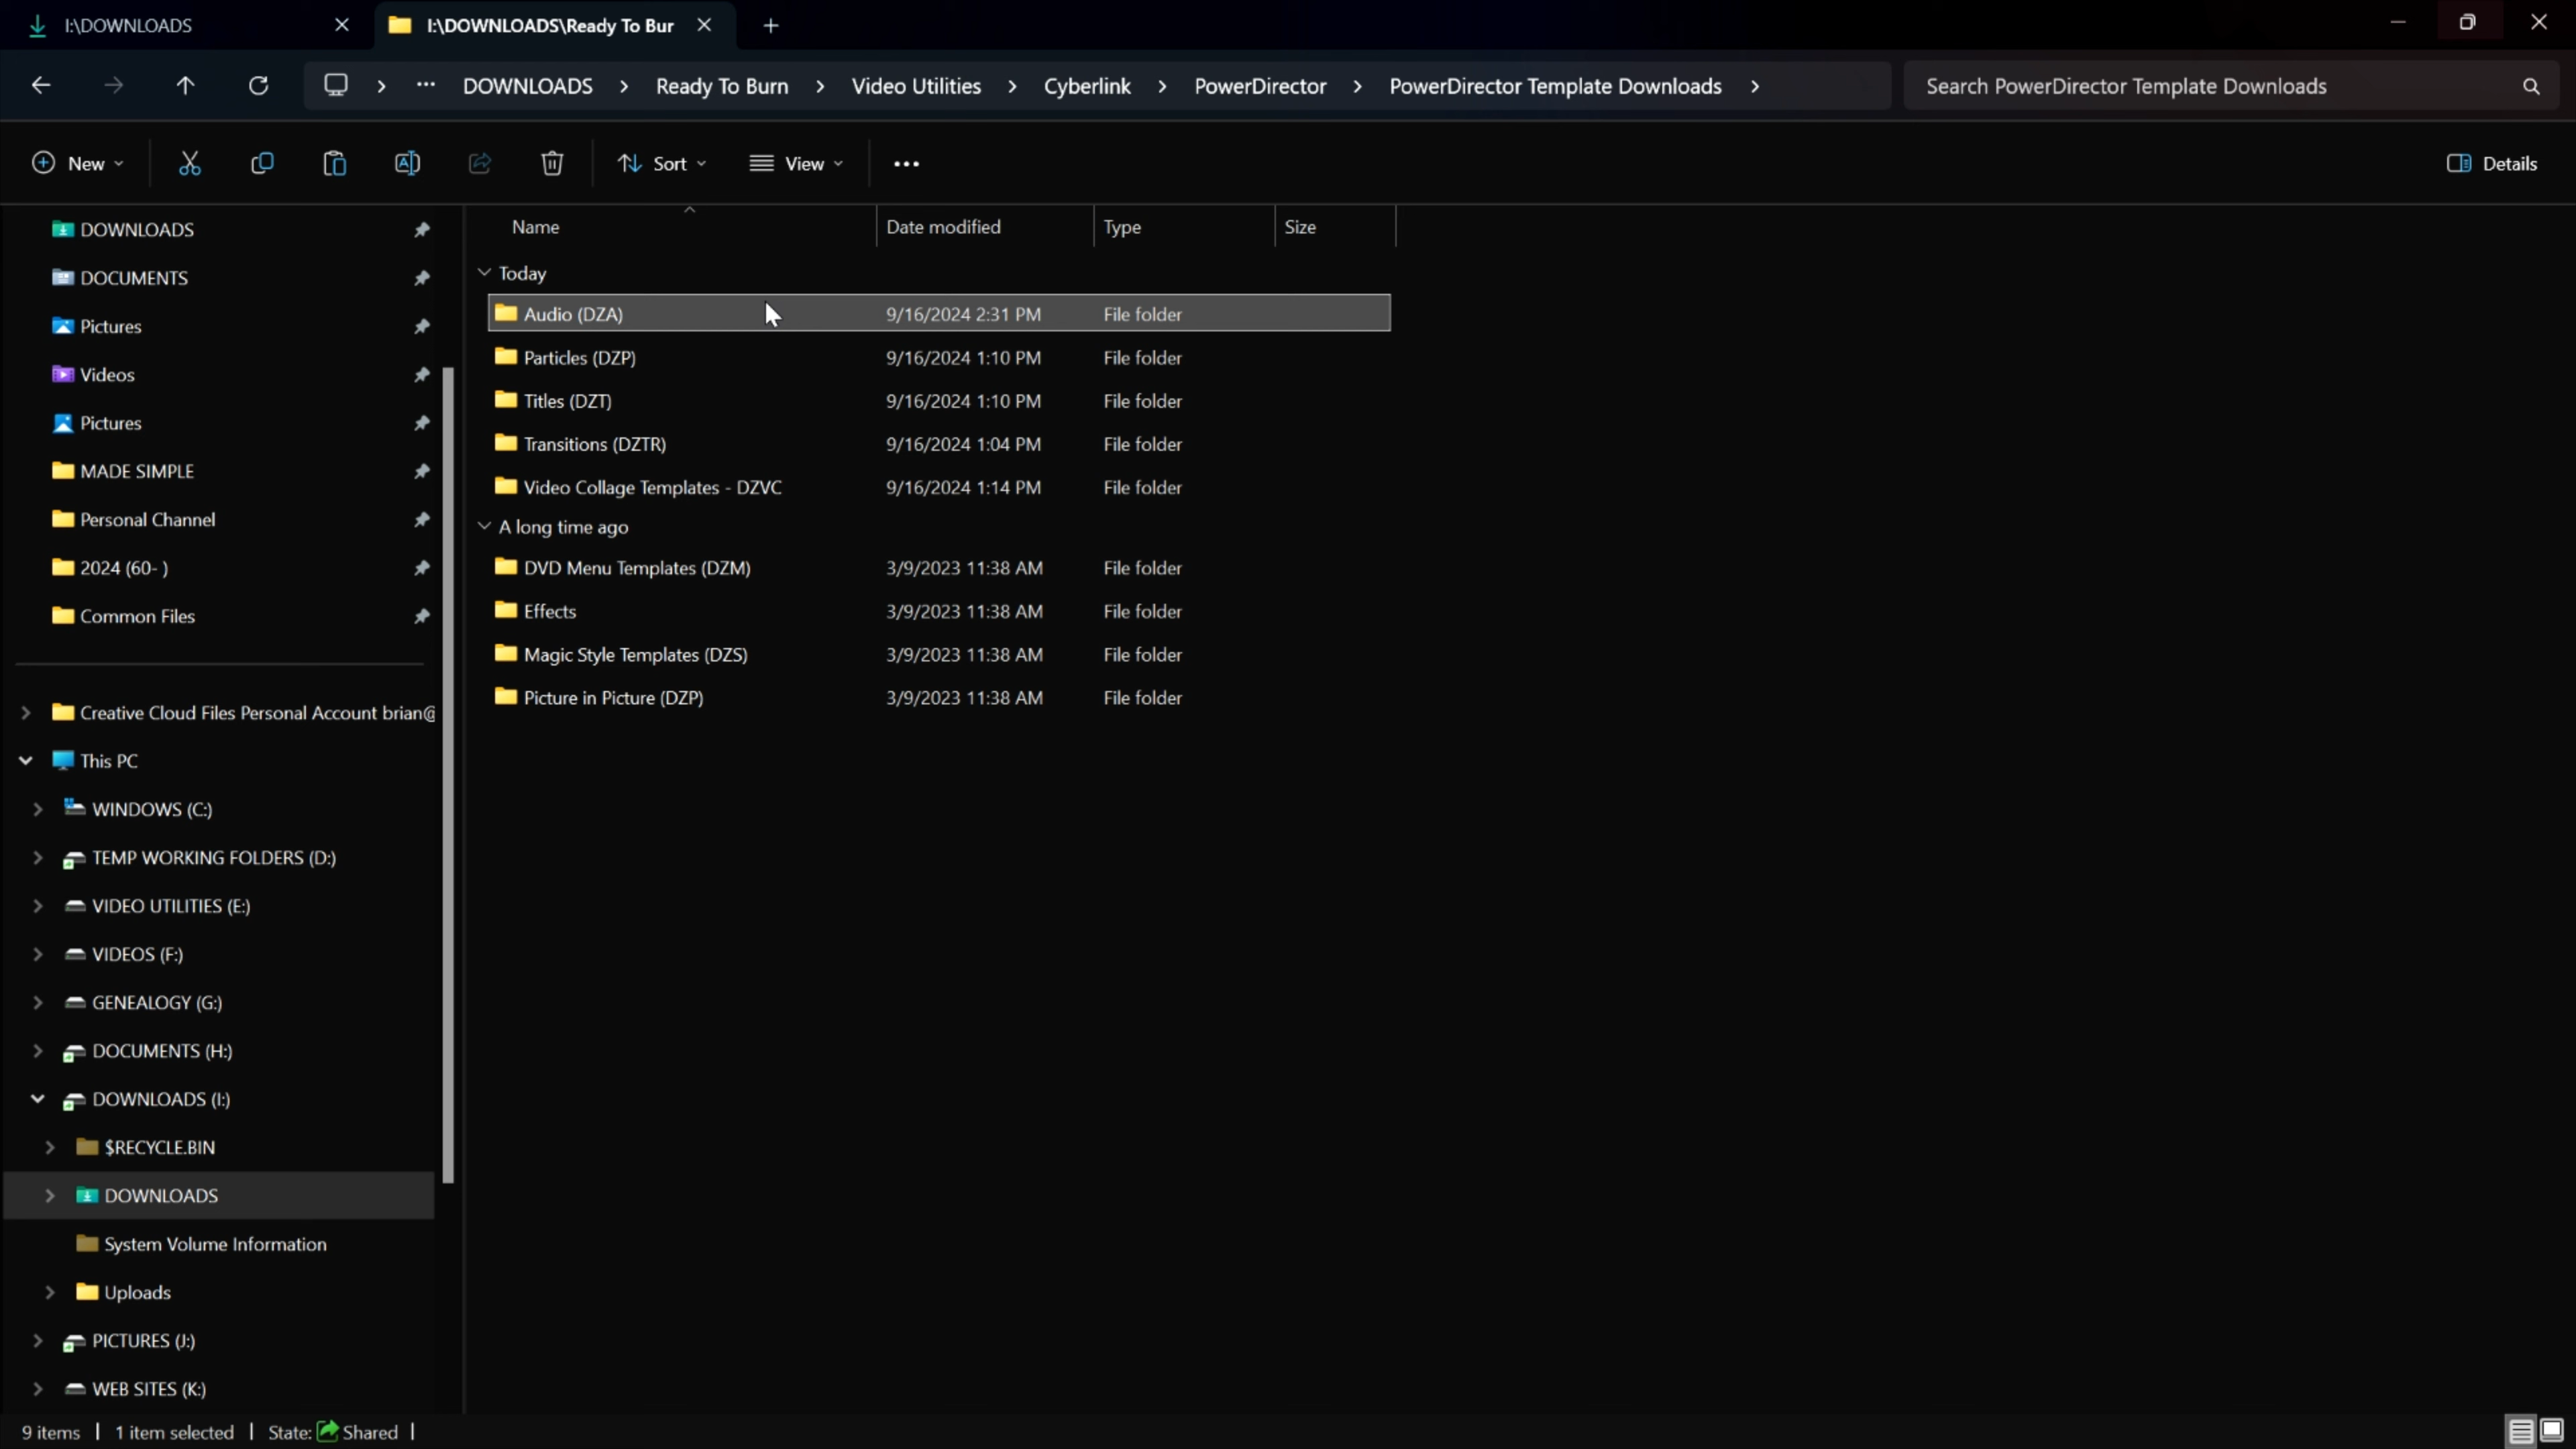 I:\DOWNLOADS
I:\DOWNLOADS\Ready To Bur
DOWNLOADS > Ready To Burn > Video Utilities > Cyberlink > PowerDirector > PowerDirector Template Downloads >
Search PowerDirector Template Downloads
New
Sort
View
Details
DOWNLOADS
DOCUMENTS
Pictures
Videos
Pictures
MADE SIMPLE
Personal Channel
2024 (60- )
Common Files
Creative Cloud Files Personal Account brian@
This PC
WINDOWS (C:)
TEMP WORKING FOLDERS (D:)
VIDEO UTILITIES (E:)
VIDEOS (F:)
GENEALOGY (G:)
DOCUMENTS (H:)
DOWNLOADS (I:)
$RECYCLE.BIN
DOWNLOADS
System Volume Information
Uploads
PICTURES (J:)
WEB SITES (K:)
Name Date modified Type Size
Today
Audio (DZA) 9/16/2024 2:31 PM File folder
Particles (DZP) 9/16/2024 1:10 PM File folder
Titles (DZT) 9/16/2024 1:10 PM File folder
Transitions (DZTR) 9/16/2024 1:04 PM File folder
Video Collage Templates - DZVC 9/16/2024 1:14 PM File folder
A long time ago
DVD Menu Templates (DZM) 3/9/2023 11:38 AM File folder
Effects 3/9/2023 11:38 AM File folder
Magic Style Templates (DZS) 3/9/2023 11:38 AM File folder
Picture in Picture (DZP) 3/9/2023 11:38 AM File folder
9 items | 1 item selected | State: Shared |